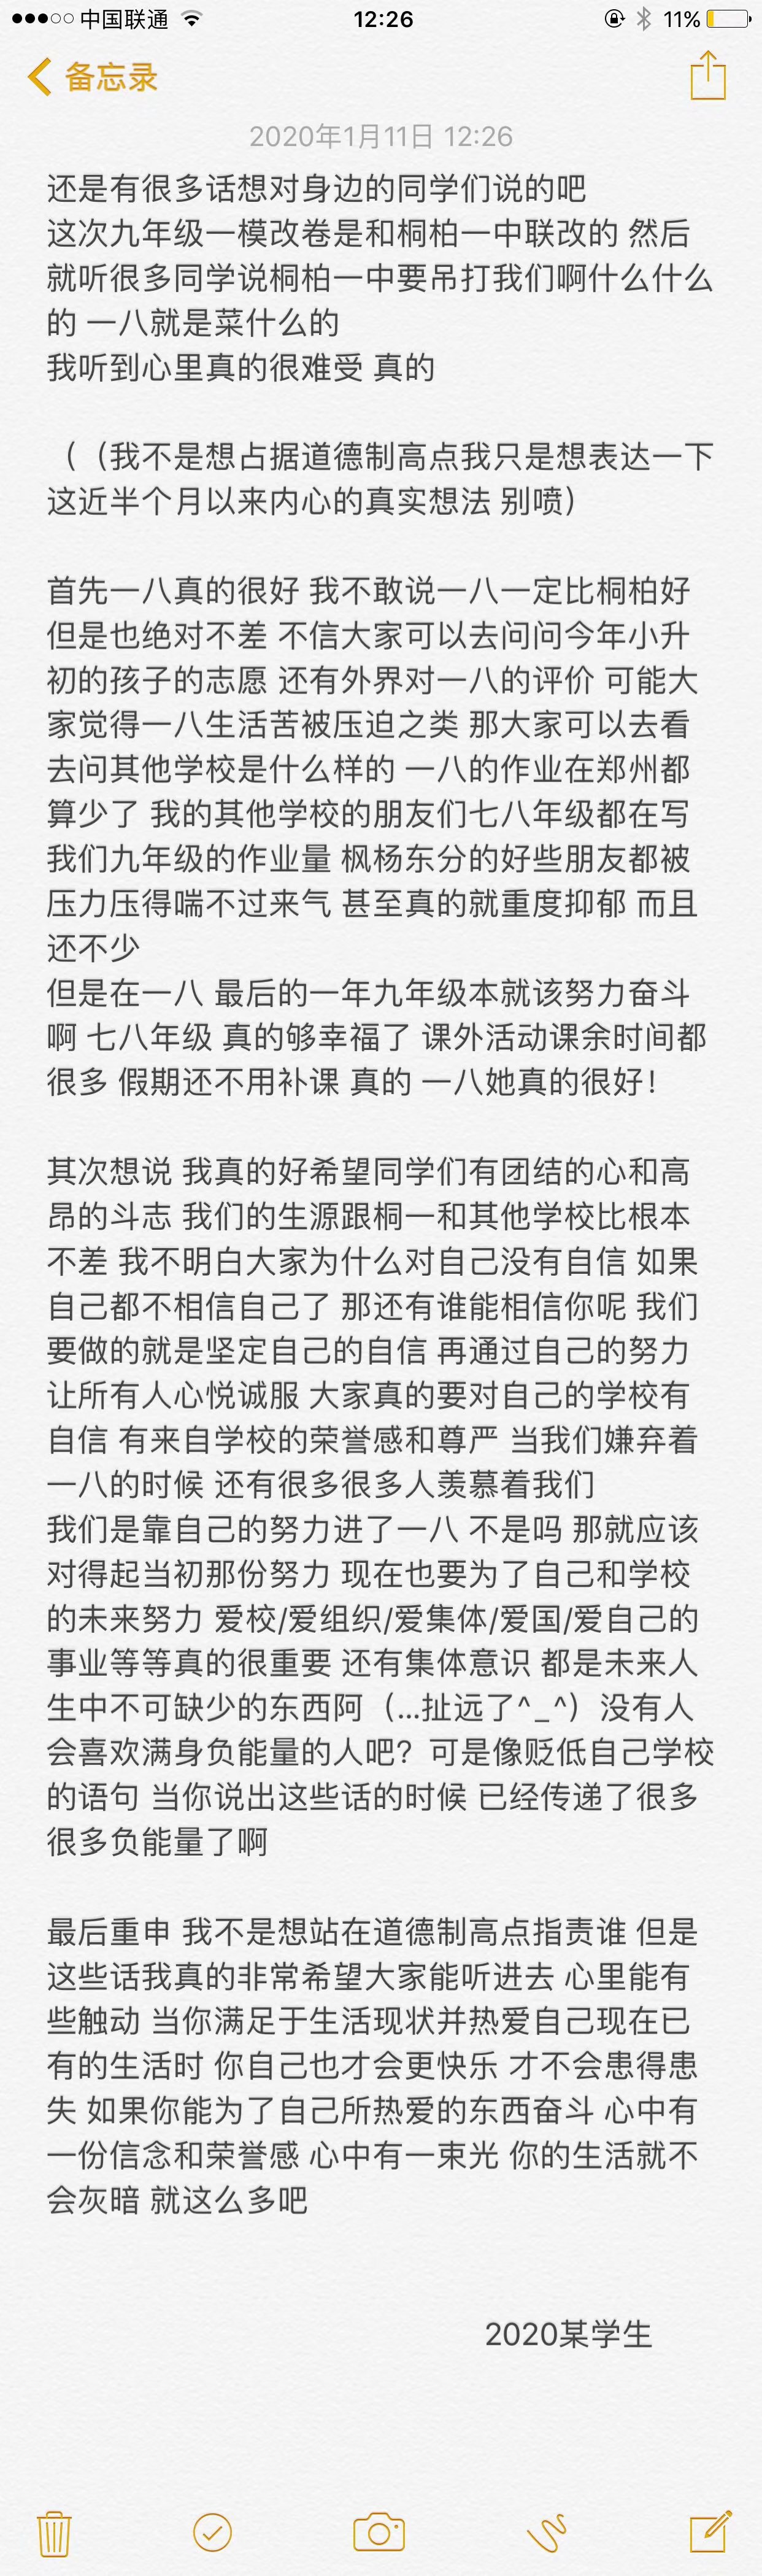 中国联通 12:26 11%
备忘录
2020年1月11日 12:26
还是有很多话想对身边的同学们说的吧
这次九年级一模改卷是和桐柏一中联改的 然后
就听很多同学说桐柏一中要吊打我们啊什么什么
的 一八就是菜什么的
我听到心里真的很难受 真的
（（我不是想占据道德制高点我只是想表达一下
这近半个月以来内心的真实想法 别喷）
首先一八真的很好 我不敢说一八一定比桐柏好
但是也绝对不差 不信大家可以去问问今年小升
初的孩子的志愿 还有外界对一八的评价 可能大
家觉得一八生活苦被压迫之类 那大家可以去看
去问其他学校是什么样的 一八的作业在郑州都
算少了 我的其他学校的朋友们七八年级都在写
我们九年级的作业量 枫杨东分的好些朋友都被
压力压得喘不过来气 甚至真的就重度抑郁 而且
还不少
但是在一八 最后的一年九年级本就该努力奋斗
啊 七八年级 真的够幸福了 课外活动课余时间都
很多 假期还不用补课 真的 一八她真的很好！
其次想说 我真的好希望同学们有团结的心和高
昂的斗志 我们的生源跟桐一和其他学校比根本
不差 我不明白大家为什么对自己没有自信 如果
自己都不相信自己了 那还有谁能相信你呢 我们
要做的就是坚定自己的自信 再通过自己的努力
让所有人心悦诚服 大家真的要对自己的学校有
自信 有来自学校的荣誉感和尊严 当我们嫌弃着
一八的时候 还有很多很多人羡慕着我们
我们是靠自己的努力进了一八 不是吗 那就应该
对得起当初那份努力 现在也要为了自己和学校
的未来努力 爱校/爱组织/爱集体/爱国/爱自己的
事业等等真的很重要 还有集体意识 都是未来人
生中不可缺少的东西阿（...扯远了^_^）没有人
会喜欢满身负能量的人吧？可是像贬低自己学校
的语句 当你说出这些话的时候 已经传递了很多
很多负能量了啊
最后重申 我不是想站在道德制高点指责谁 但是
这些话我真的非常希望大家能听进去 心里能有
些触动 当你满足于生活现状并热爱自己现在已
有的生活时 你自己也才会更快乐 才不会患得患
失 如果你能为了自己所热爱的东西奋斗 心中有
一份信念和荣誉感 心中有一束光 你的生活就不
会灰暗 就这么多吧
2020某学生